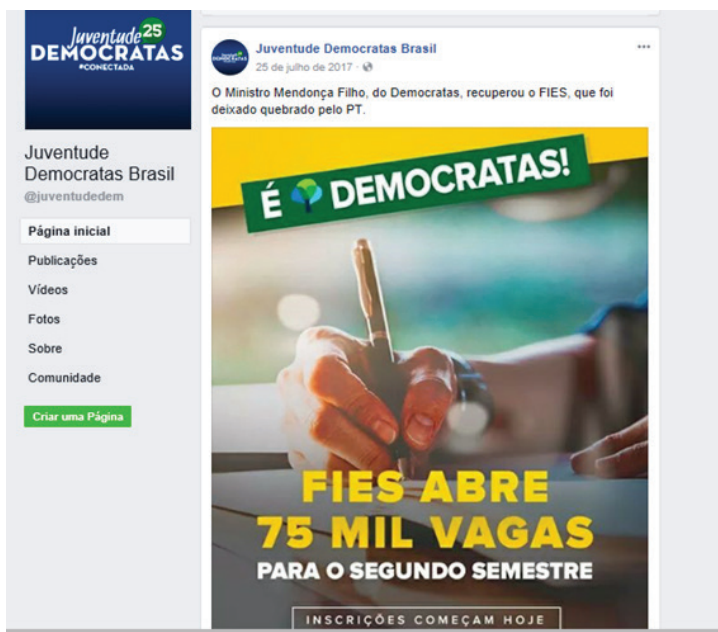 Juventude 25
DEMOCRATAS
#CONECTADA
Juventude
Democratas Brasil
@juventudedem
Página inicial
Publicações
Vídeos
Fotos
Sobre
Comunidade
Criar uma Página
Juventude Democratas Brasil
25 de julho de 2017 ·
O Ministro Mendonça Filho, do Democratas, recuperou o FIES, que foi
deixado quebrado pelo PT.
É DEMOCRATAS!
FIES ABRE
75 MIL VAGAS
PARA O SEGUNDO SEMESTRE
INSCRIÇÕES COMEÇAM HOJE